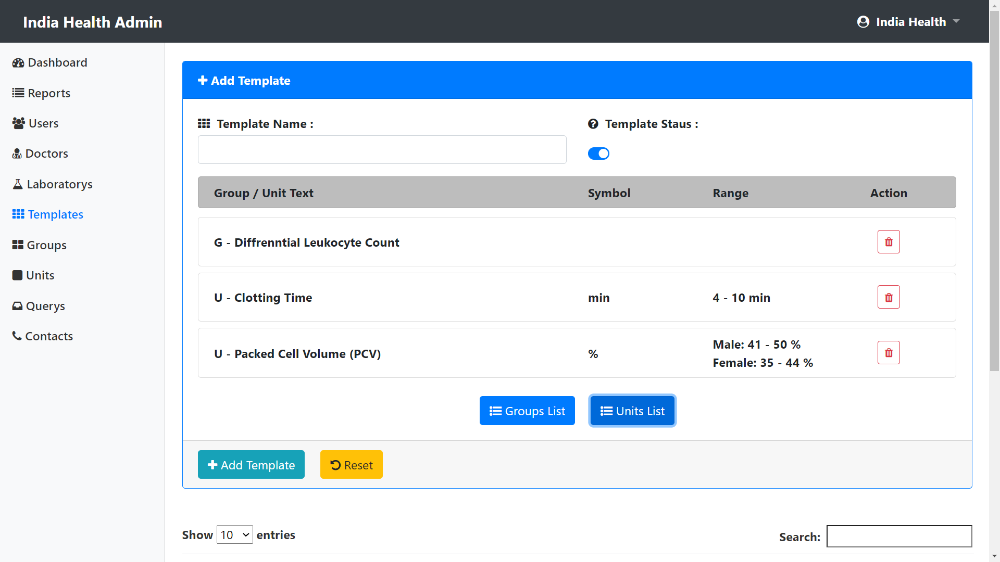 India Health Admin
India Health
Dashboard
Reports
Users
Doctors
Laboratorys
Templates
Groups
Units
Querys
Contacts
Add Template
Template Name :
Template Staus :
Group / Unit Text Symbol Range Action
G - Diffrenntial Leukocyte Count
U - Clotting Time min 4 - 10 min
U - Packed Cell Volume (PCV) % Male: 41 - 50 %
Female: 35 - 44 %
Groups List
Units List
Add Template
Reset
Show 10 entries
Search: